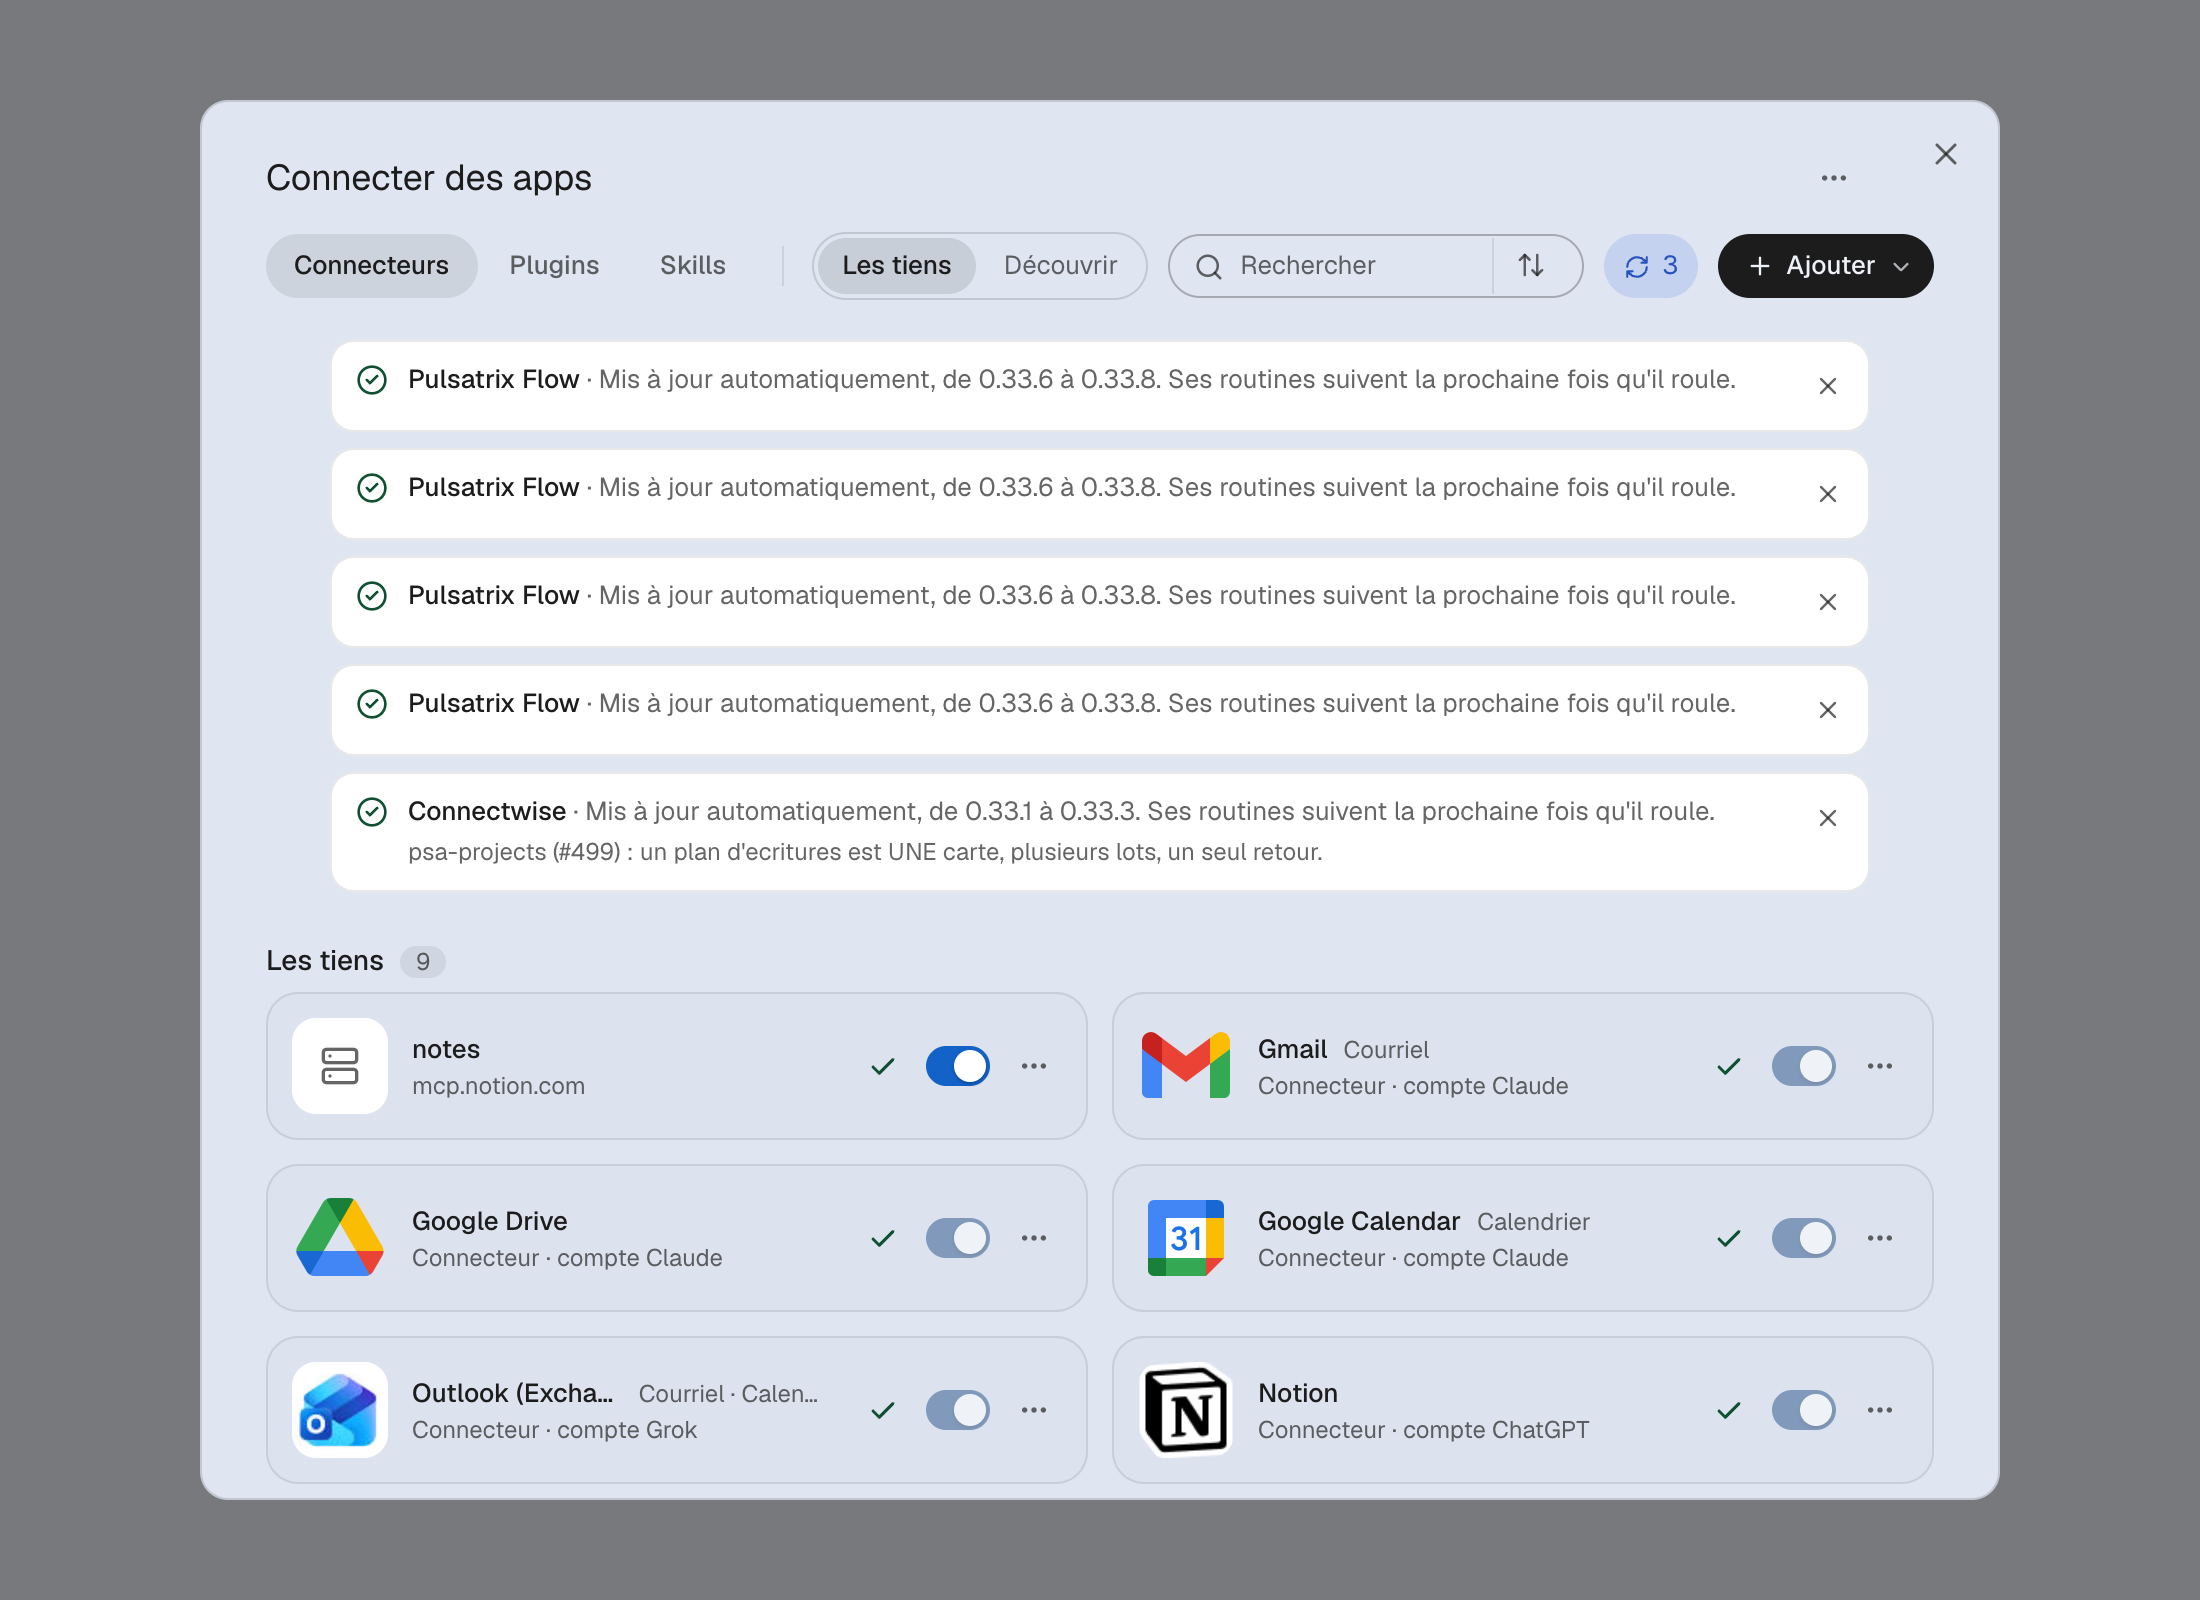 Connecter des apps
Connecteurs Plugins Skills Les tiens Découvrir Rechercher 3 Ajouter
Pulsatrix Flow · Mis à jour automatiquement, de 0.33.6 à 0.33.8. Ses routines suivent la prochaine fois qu'il roule.
Pulsatrix Flow · Mis à jour automatiquement, de 0.33.6 à 0.33.8. Ses routines suivent la prochaine fois qu'il roule.
Pulsatrix Flow · Mis à jour automatiquement, de 0.33.6 à 0.33.8. Ses routines suivent la prochaine fois qu'il roule.
Pulsatrix Flow · Mis à jour automatiquement, de 0.33.6 à 0.33.8. Ses routines suivent la prochaine fois qu'il roule.
Connectwise · Mis à jour automatiquement, de 0.33.1 à 0.33.3. Ses routines suivent la prochaine fois qu'il roule.
psa-projects (#499) : un plan d'ecritures est UNE carte, plusieurs lots, un seul retour.
Les tiens 9
notes
mcp.notion.com
Gmail Courriel
Connecteur · compte Claude
Google Drive
Connecteur · compte Claude
31
Google Calendar Calendrier
Connecteur · compte Claude
Outlook (Excha... Courriel · Calen...
Connecteur · compte Grok
Notion
Connecteur · compte ChatGPT